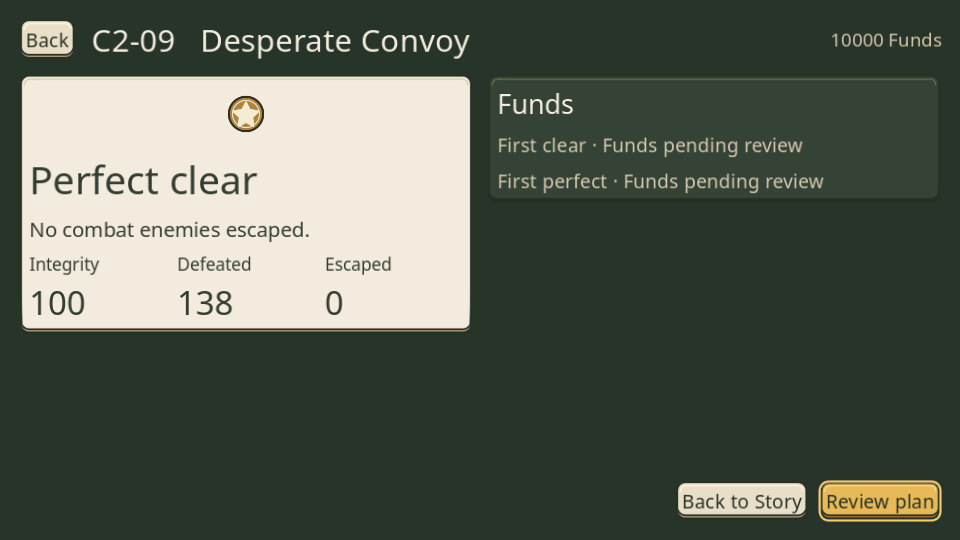 Back
C2-09 Desperate Convoy
10000 Funds
Perfect clear
No combat enemies escaped.
Integrity Defeated Escaped
100 138 0
Funds
First clear · Funds pending review
First perfect · Funds pending review
Back to Story
Review plan